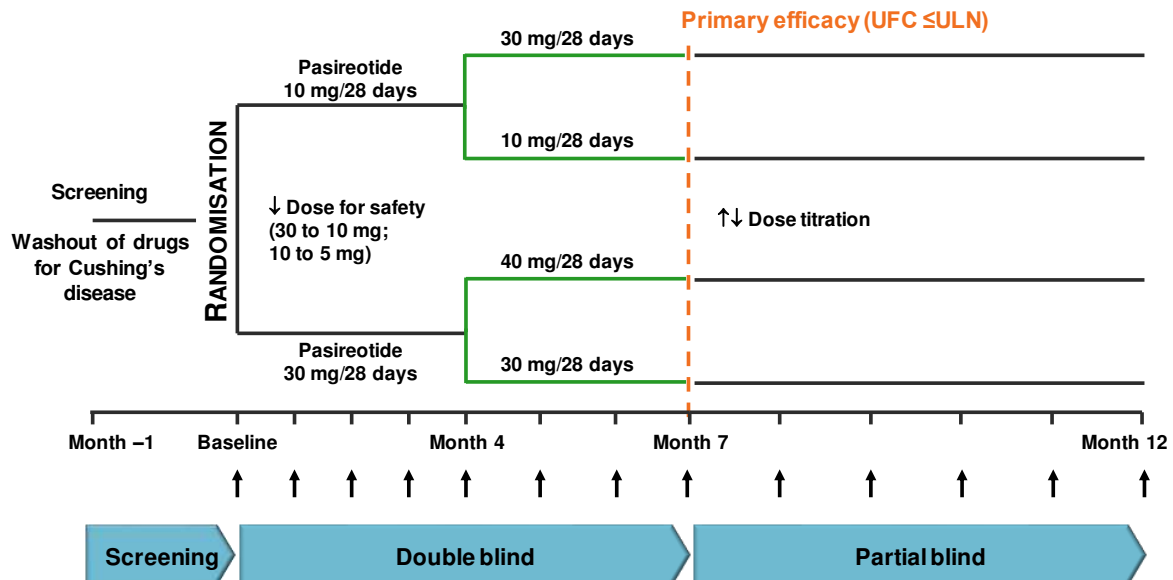 Primary efficacy (UFC ≤ULN)
30 mg/28 days
Pasireotide
10 mg/28 days
10 mg/28 days
Screening
Washout of drugs
for Cushing's
disease
RANDOMISATION
↓ Dose for safety
(30 to 10 mg;
10 to 5 mg)
↑↓ Dose titration
40 mg/28 days
Pasireotide
30 mg/28 days
30 mg/28 days
Month –1
Baseline
Month 4
Month 7
Month 12
Screening
Double blind
Partial blind